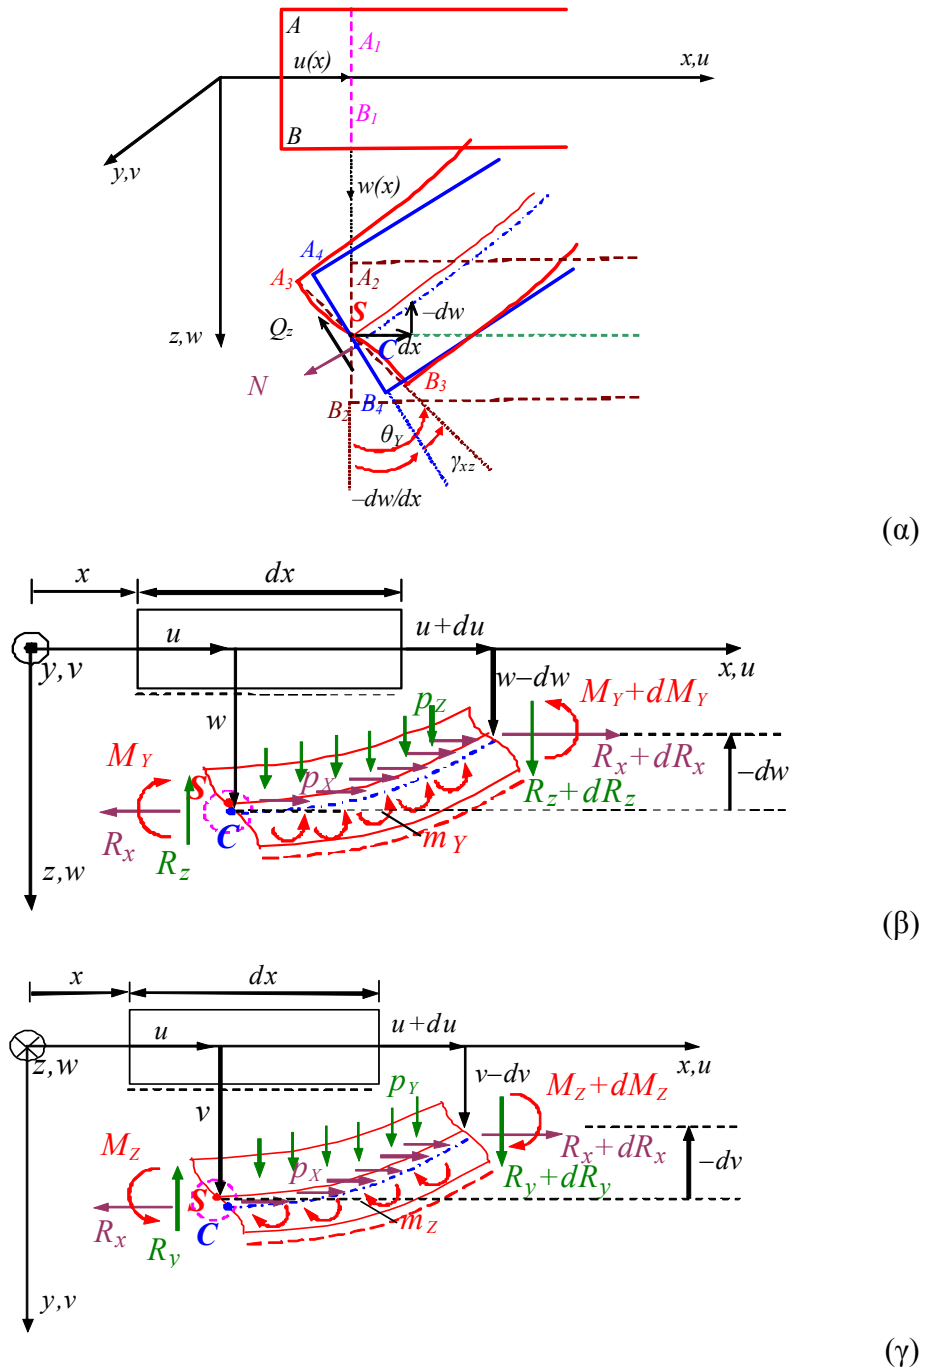 A
A1
u(x)
x,u
B1
B
y,v
w(x)
A4
A3
A2
S
–dw
Qz
z,w
C
dx
N
B3
B2
B4
θY
γxz
–dw/dx
(α)
x
dx
u
u+du
y,v
x,u
w–dw
pZ
MY+dMY
w
MY
S
pX
Rx+dRx
–dw
Rz+dRz
Rx
C
mY
Rz
z,w
(β)
x
dx
u
u+du
z,w
x,u
v–dv
pY
v
MZ+dMZ
MZ
pX
Rx+dRx
–dv
S
Ry+dRy
Rx
C
mZ
Ry
y,v
(γ)